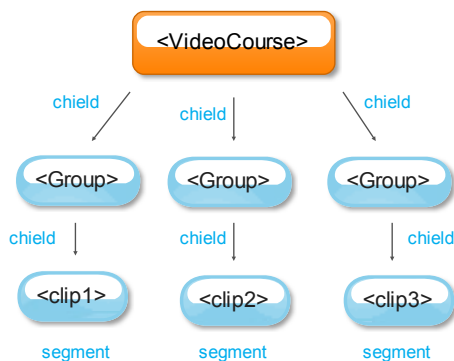 <VideoCourse>
chield chield chield
<Group> <Group> <Group>
chield chield chield
<clip1> <clip2> <clip3>
segment segment segment